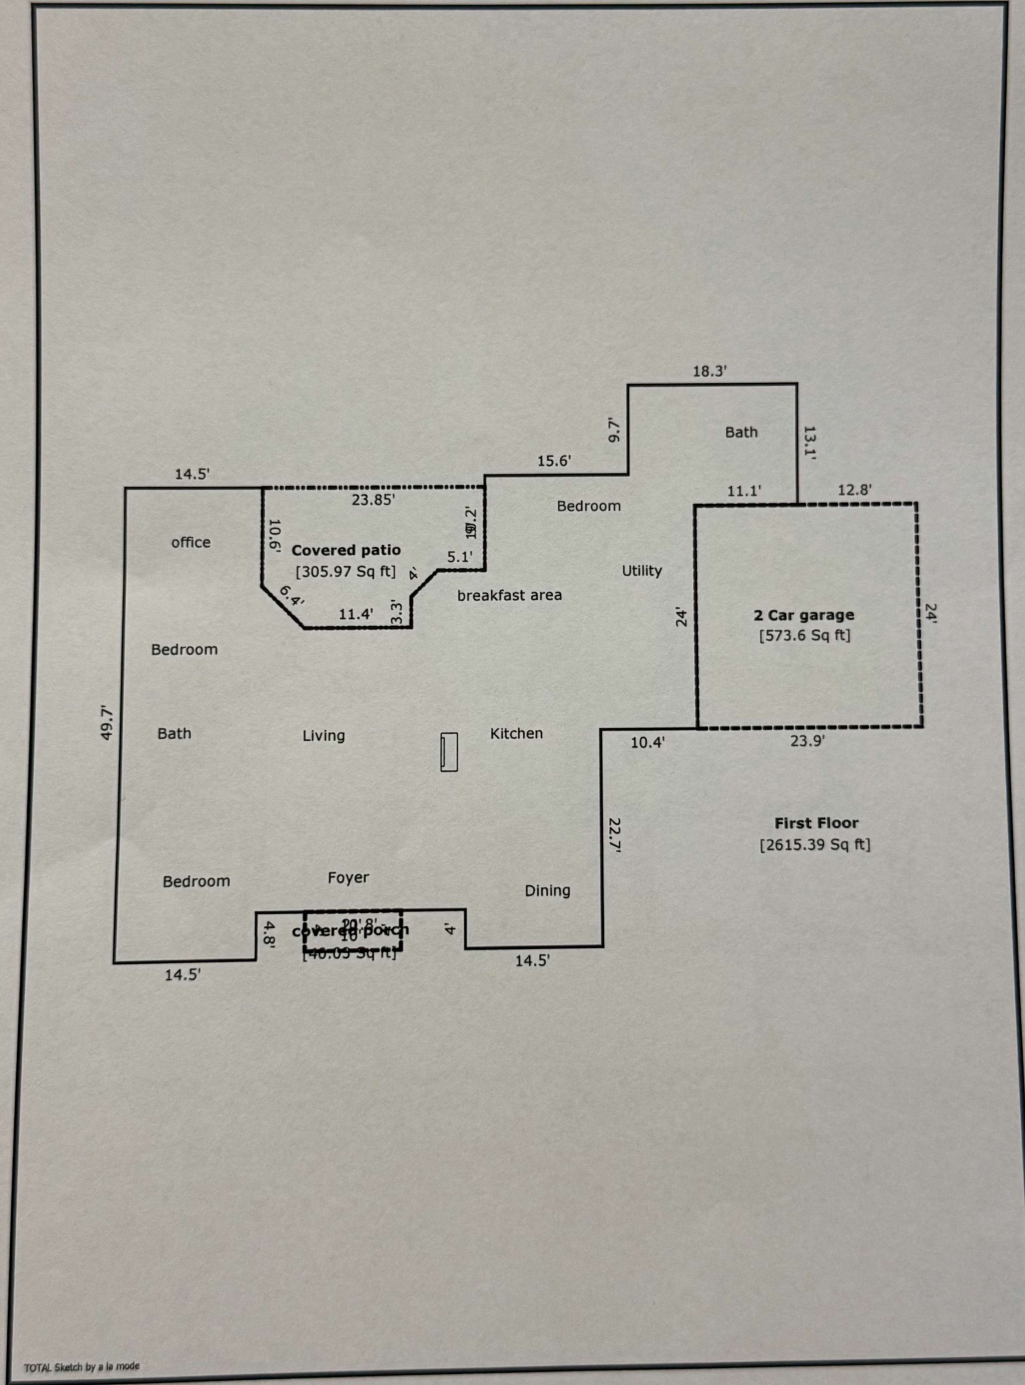 18.3'
9.7'
Bath
13.1'
14.5'
15.6'
11.1'
12.8'
23.85'
Bedroom
office
10.6'
Covered patio
[305.97 Sq ft]
5.1'
4'
Utility
6.4'
11.4'
3.3'
breakfast area
24'
2 Car garage
[573.6 Sq ft]
24'
Bedroom
49.7'
Bath
Living
Kitchen
10.4'
23.9'
22.7'
First Floor
[2615.39 Sq ft]
Bedroom
Foyer
Dining
4.8'
covered porch
4'
14.5'
14.5'
TOTAL Sketch by a la mode